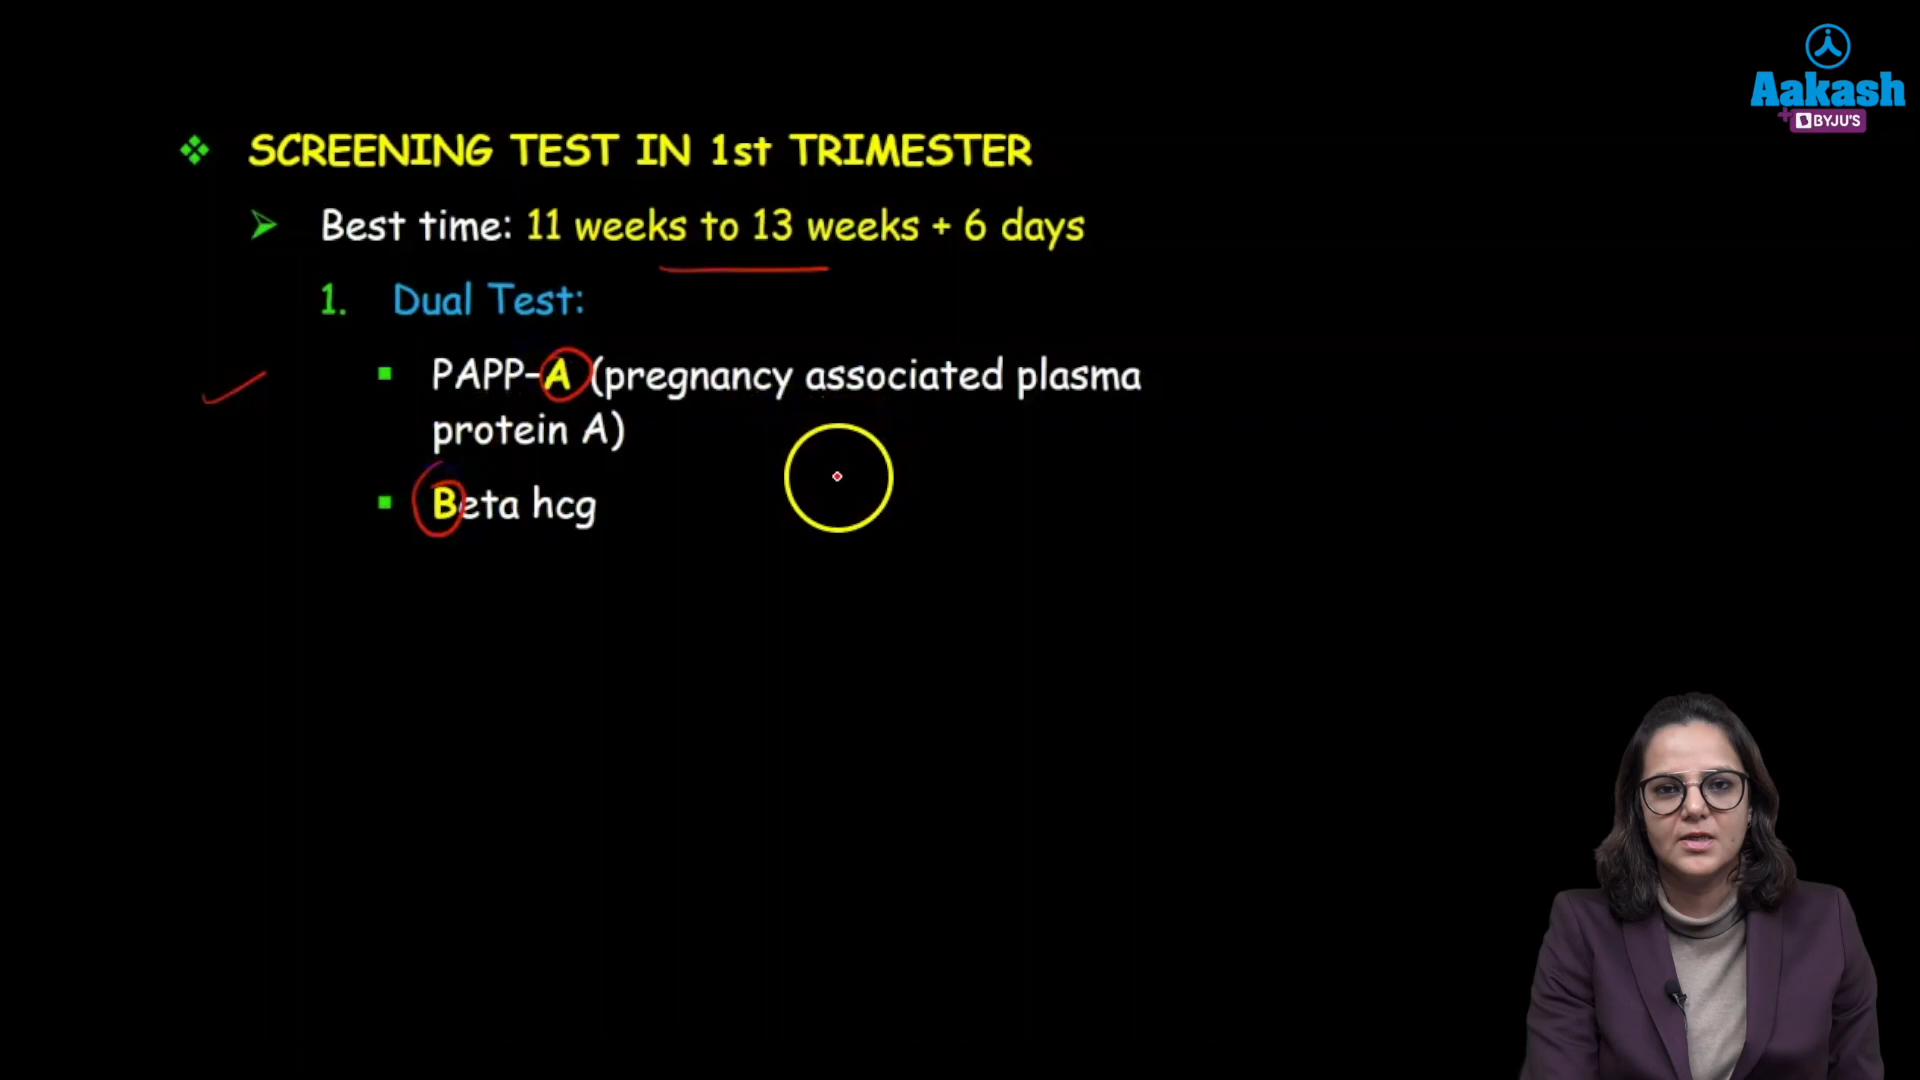 Aakash
+ BYJU'S
SCREENING TEST IN 1st TRIMESTER
Best time: 11 weeks to 13 weeks + 6 days
1. Dual Test:
PAPP-A (pregnancy associated plasma
protein A)
Beta hcg